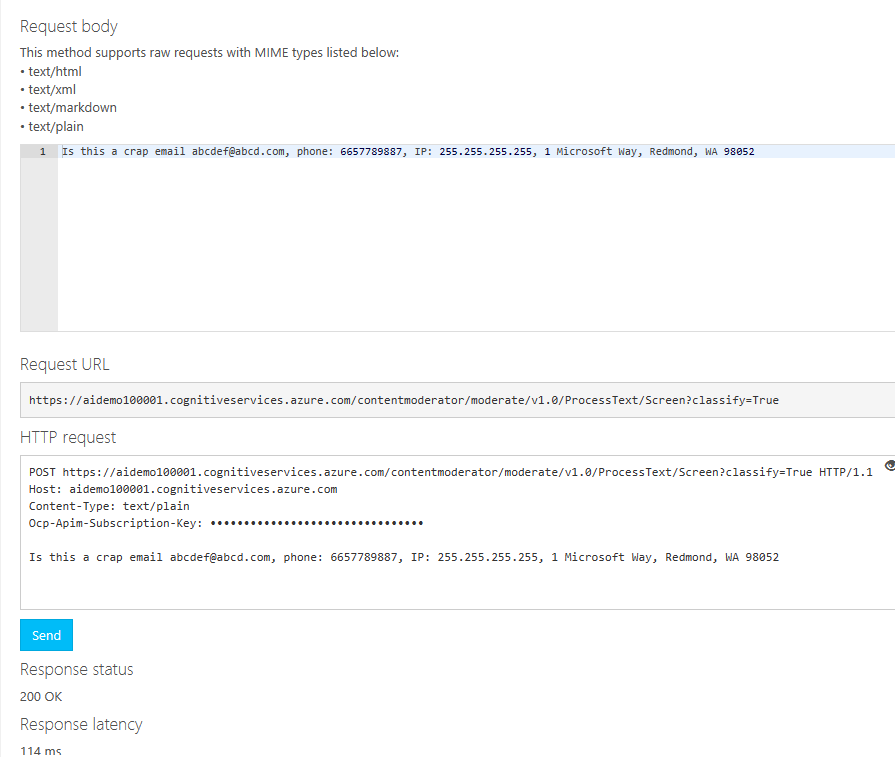 Request body
This method supports raw requests with MIME types listed below:
• text/html
• text/xml
• text/markdown
• text/plain
1 Is this a crap email abcdef@abcd.com, phone: 6657789887, IP: 255.255.255.255, 1 Microsoft Way, Redmond, WA 98052
Request URL
https://aidemo100001.cognitiveservices.azure.com/contentmoderator/moderate/v1.0/ProcessText/Screen?classify=True
HTTP request
POST https://aidemo100001.cognitiveservices.azure.com/contentmoderator/moderate/v1.0/ProcessText/Screen?classify=True HTTP/1.1
Host: aidemo100001.cognitiveservices.azure.com
Content-Type: text/plain
Ocp-Apim-Subscription-Key: ••••••••••••••••••••••••••••••••
Is this a crap email abcdef@abcd.com, phone: 6657789887, IP: 255.255.255.255, 1 Microsoft Way, Redmond, WA 98052
Send
Response status
200 OK
Response latency
114 ms